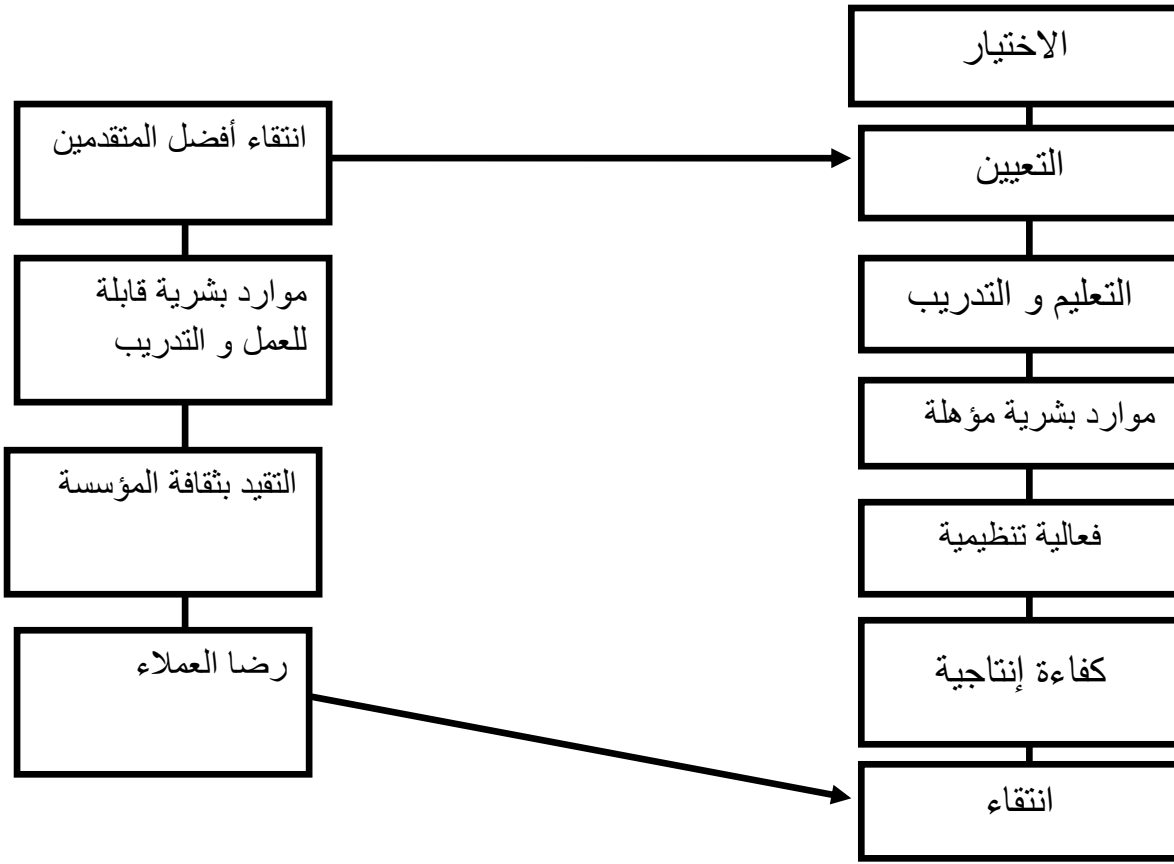 الاختيار
التعيين
التعليم و التدريب
موارد بشرية مؤهلة
فعالية تنظيمية
كفاءة إنتاجية
انتقاء
انتقاء أفضل المتقدمين
موارد بشرية قابلة
للعمل و التدريب
التقيد بثقافة المؤسسة
رضا العملاء